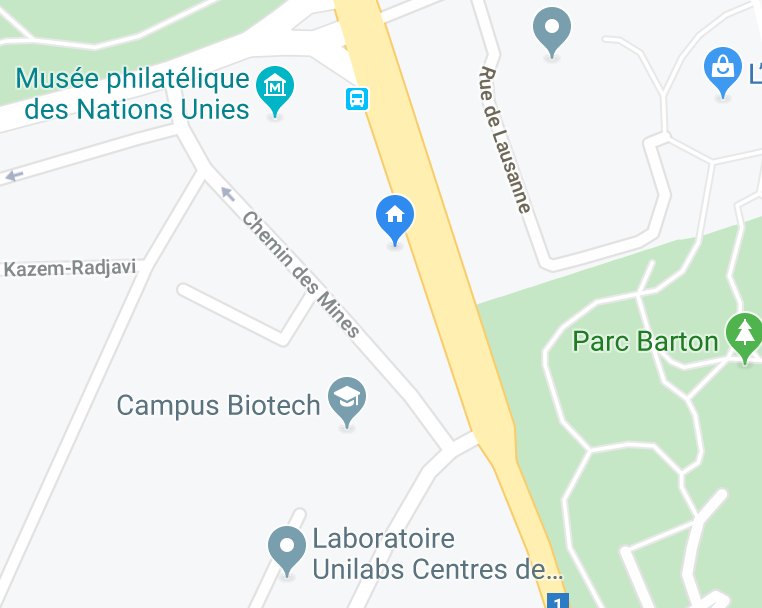 Musée philatélique
des Nations Unies
Rue de Lausanne
L'
Chemin des Mines
Kazem-Radjavi
Parc Barton
Campus Biotech
Laboratoire
Unilabs Centres de...
1